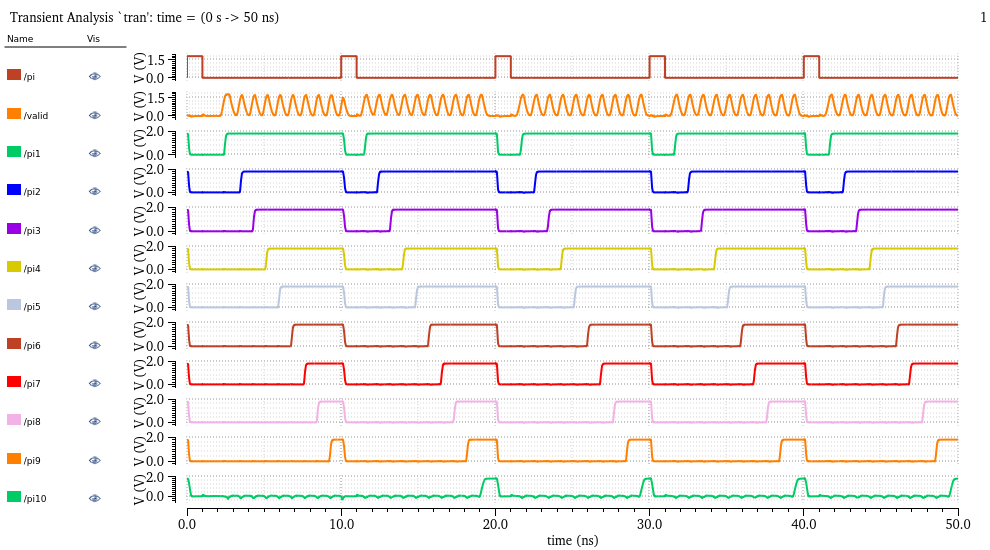 Transient Analysis `tran': time = (0 s -> 50 ns) 1
Name Vis
/pi V (V) 1.5 0.0
/valid V (V) 1.5 0.0
/pi1 V (V) 2.0 0.0
/pi2 V (V) 2.0 0.0
/pi3 V (V) 2.0 0.0
/pi4 V (V) 2.0 0.0
/pi5 V (V) 2.0 0.0
/pi6 V (V) 2.0 0.0
/pi7 V (V) 2.0 0.0
/pi8 V (V) 2.0 0.0
/pi9 V (V) 2.0 0.0
/pi10 V (V) 2.0 0.0
0.0 10.0 20.0 30.0 40.0 50.0
time (ns)